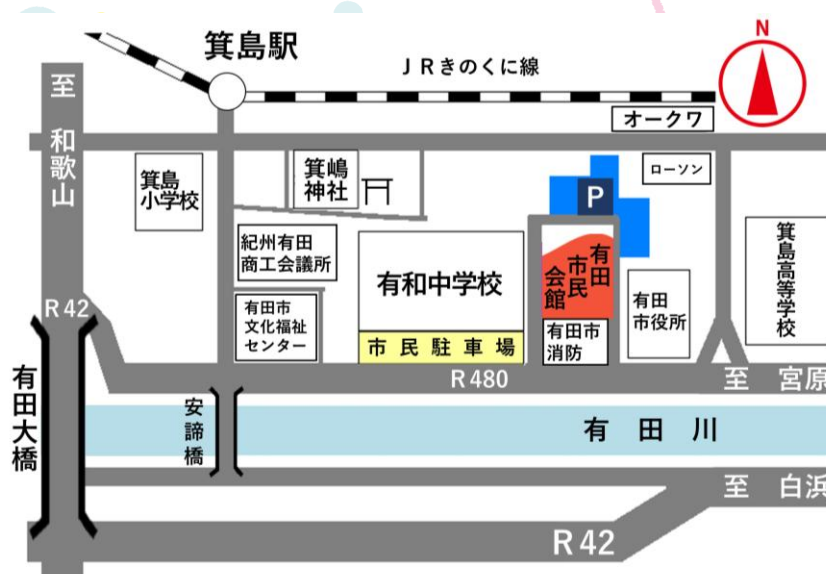 箕島駅
JRきのくに線
N
オークワ
至 和歌山
箕島
小学校
箕嶋
神社
P
ローソン
紀州有田
商工会議所
有和中学校
有田
市民
会館
有田
市役所
箕島高等学校
R42
有田市
文化福祉
センター
市民駐車場
有田市
消防
R480
至 宮原
有田大橋
安諦橋
有田川
至 白浜
R42